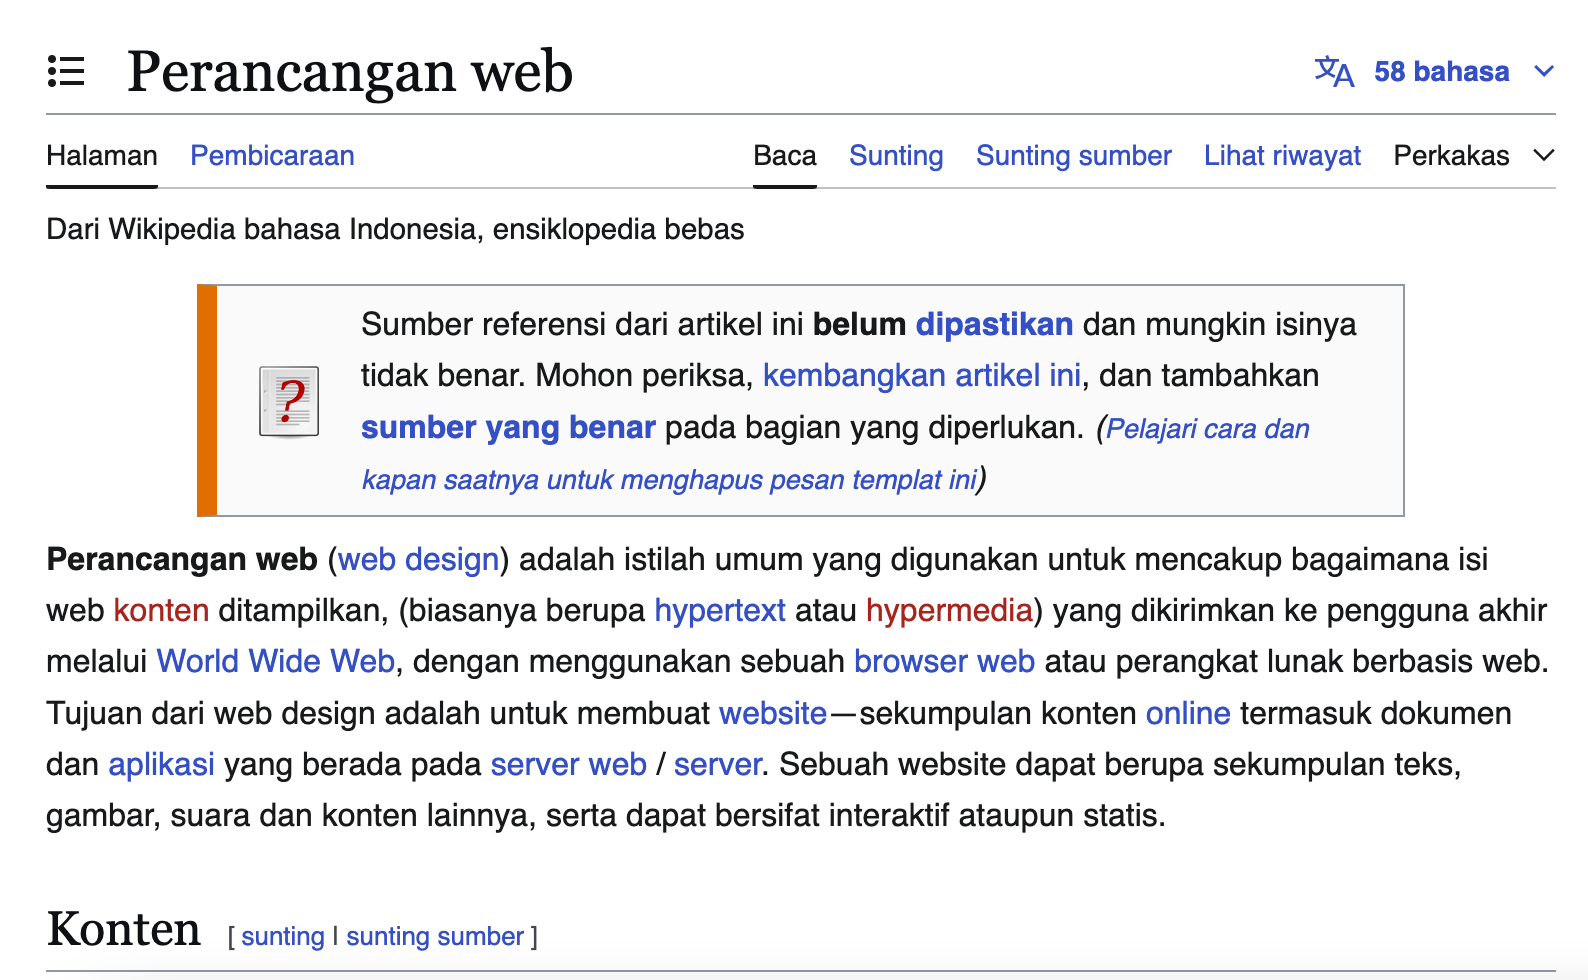 Perancangan web
58 bahasa
Halaman Pembicaraan Baca Sunting Sunting sumber Lihat riwayat Perkakas
Dari Wikipedia bahasa Indonesia, ensiklopedia bebas
Sumber referensi dari artikel ini belum dipastikan dan mungkin isinya
tidak benar. Mohon periksa, kembangkan artikel ini, dan tambahkan
sumber yang benar pada bagian yang diperlukan. (Pelajari cara dan
kapan saatnya untuk menghapus pesan templat ini)
Perancangan web (web design) adalah istilah umum yang digunakan untuk mencakup bagaimana isi
web konten ditampilkan, (biasanya berupa hypertext atau hypermedia) yang dikirimkan ke pengguna akhir
melalui World Wide Web, dengan menggunakan sebuah browser web atau perangkat lunak berbasis web.
Tujuan dari web design adalah untuk membuat website—sekumpulan konten online termasuk dokumen
dan aplikasi yang berada pada server web / server. Sebuah website dapat berupa sekumpulan teks,
gambar, suara dan konten lainnya, serta dapat bersifat interaktif ataupun statis.
Konten [ sunting | sunting sumber ]